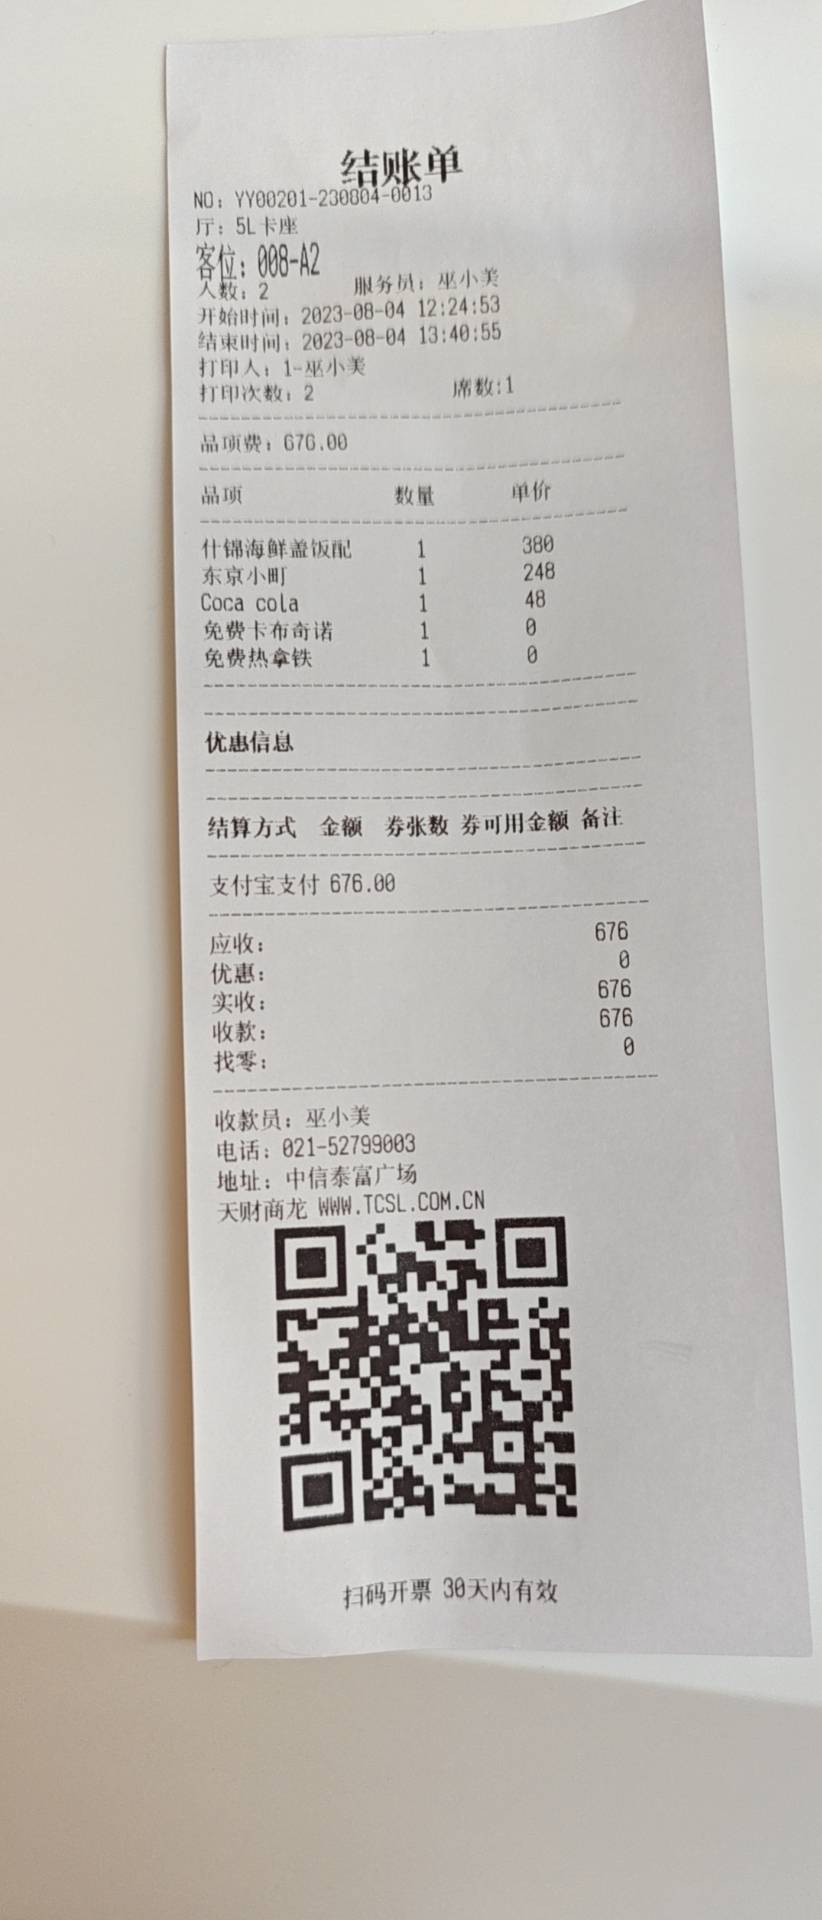 结账单
NO: YY00201-230804-0013
厅: 5L卡座
客位: 008-A2
人数: 2 服务员: 巫小美
开始时间: 2023-08-04 12:24:53
结束时间: 2023-08-04 13:40:55
打印人: 1-巫小美
打印次数: 2 席数:1
品项费: 676.00
品项 数量 单价
什锦海鲜盖饭配 1 380
东京小町 1 248
Coca cola 1 48
免费卡布奇诺 1 0
免费热拿铁 1 0
优惠信息
结算方式 金额 券张数 券可用金额 备注
支付宝支付 676.00
应收: 676
优惠: 0
实收: 676
收款: 676
找零: 0
收款员: 巫小美
电话: 021-52799003
地址: 中信泰富广场
天财商龙 WWW.TCSL.COM.CN
扫码开票 30天内有效